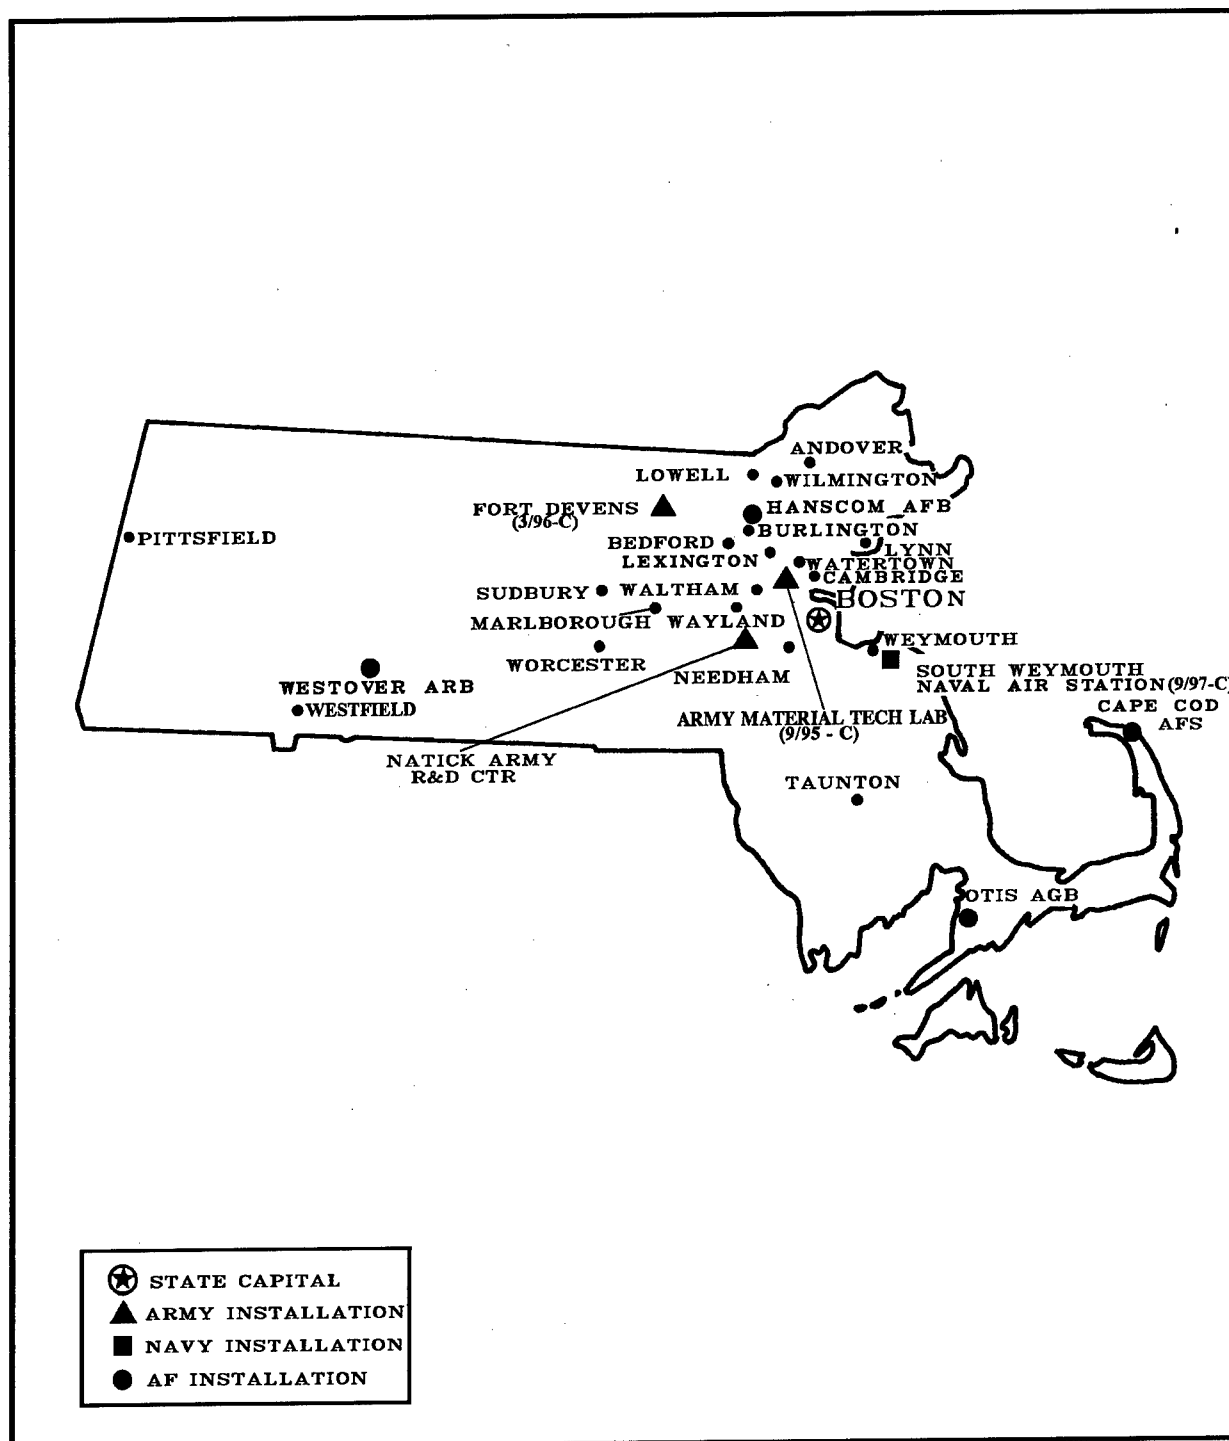 ANDOVER
LOWELL
WILMINGTON
FORT DEVENS
(3/96-C)
HANSCOM AFB
BURLINGTON
PITTSFIELD
BEDFORD
LYNN
LEXINGTON
WATERTOWN
CAMBRIDGE
SUDBURY
WALTHAM
BOSTON
MARLBOROUGH
WAYLAND
WEYMOUTH
WORCESTER
NEEDHAM
SOUTH WEYMOUTH
NAVAL AIR STATION (9/97-C)
WESTOVER ARB
WESTFIELD
CAPE COD
AFS
ARMY MATERIAL TECH LAB
(9/95 - C)
NATICK ARMY
R&D CTR
TAUNTON
OTIS AGB
STATE CAPITAL
ARMY INSTALLATION
NAVY INSTALLATION
AF INSTALLATION